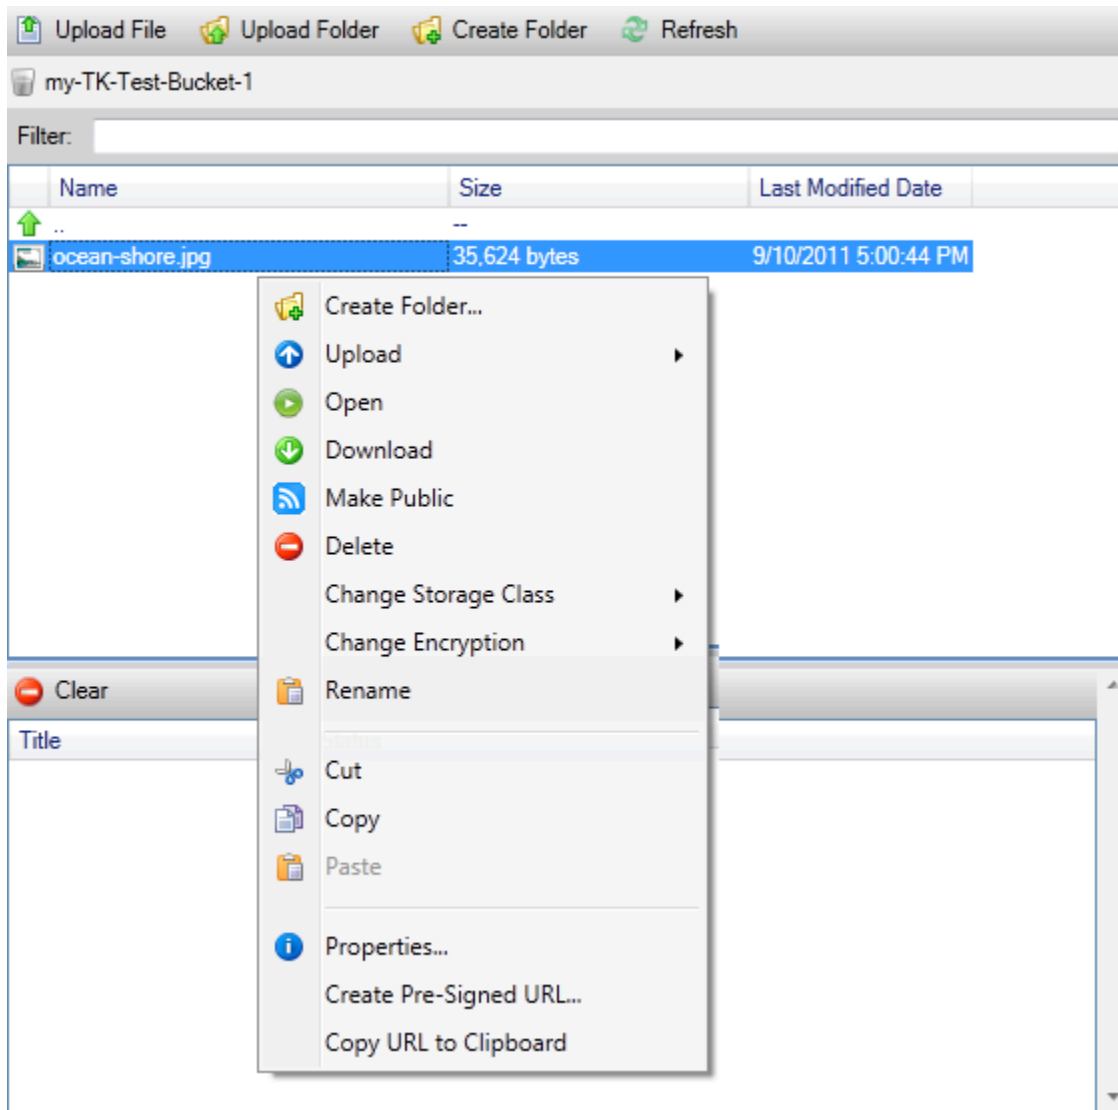 Upload File Upload Folder Create Folder Refresh
my-TK-Test-Bucket-1
Filter:
Name Size Last Modified Date
.. --
ocean-shore.jpg 35,624 bytes 9/10/2011 5:00:44 PM
Create Folder...
Upload
Open
Download
Make Public
Delete
Change Storage Class
Change Encryption
Rename
Clear
Title Status
Cut
Copy
Paste
Properties...
Create Pre-Signed URL...
Copy URL to Clipboard